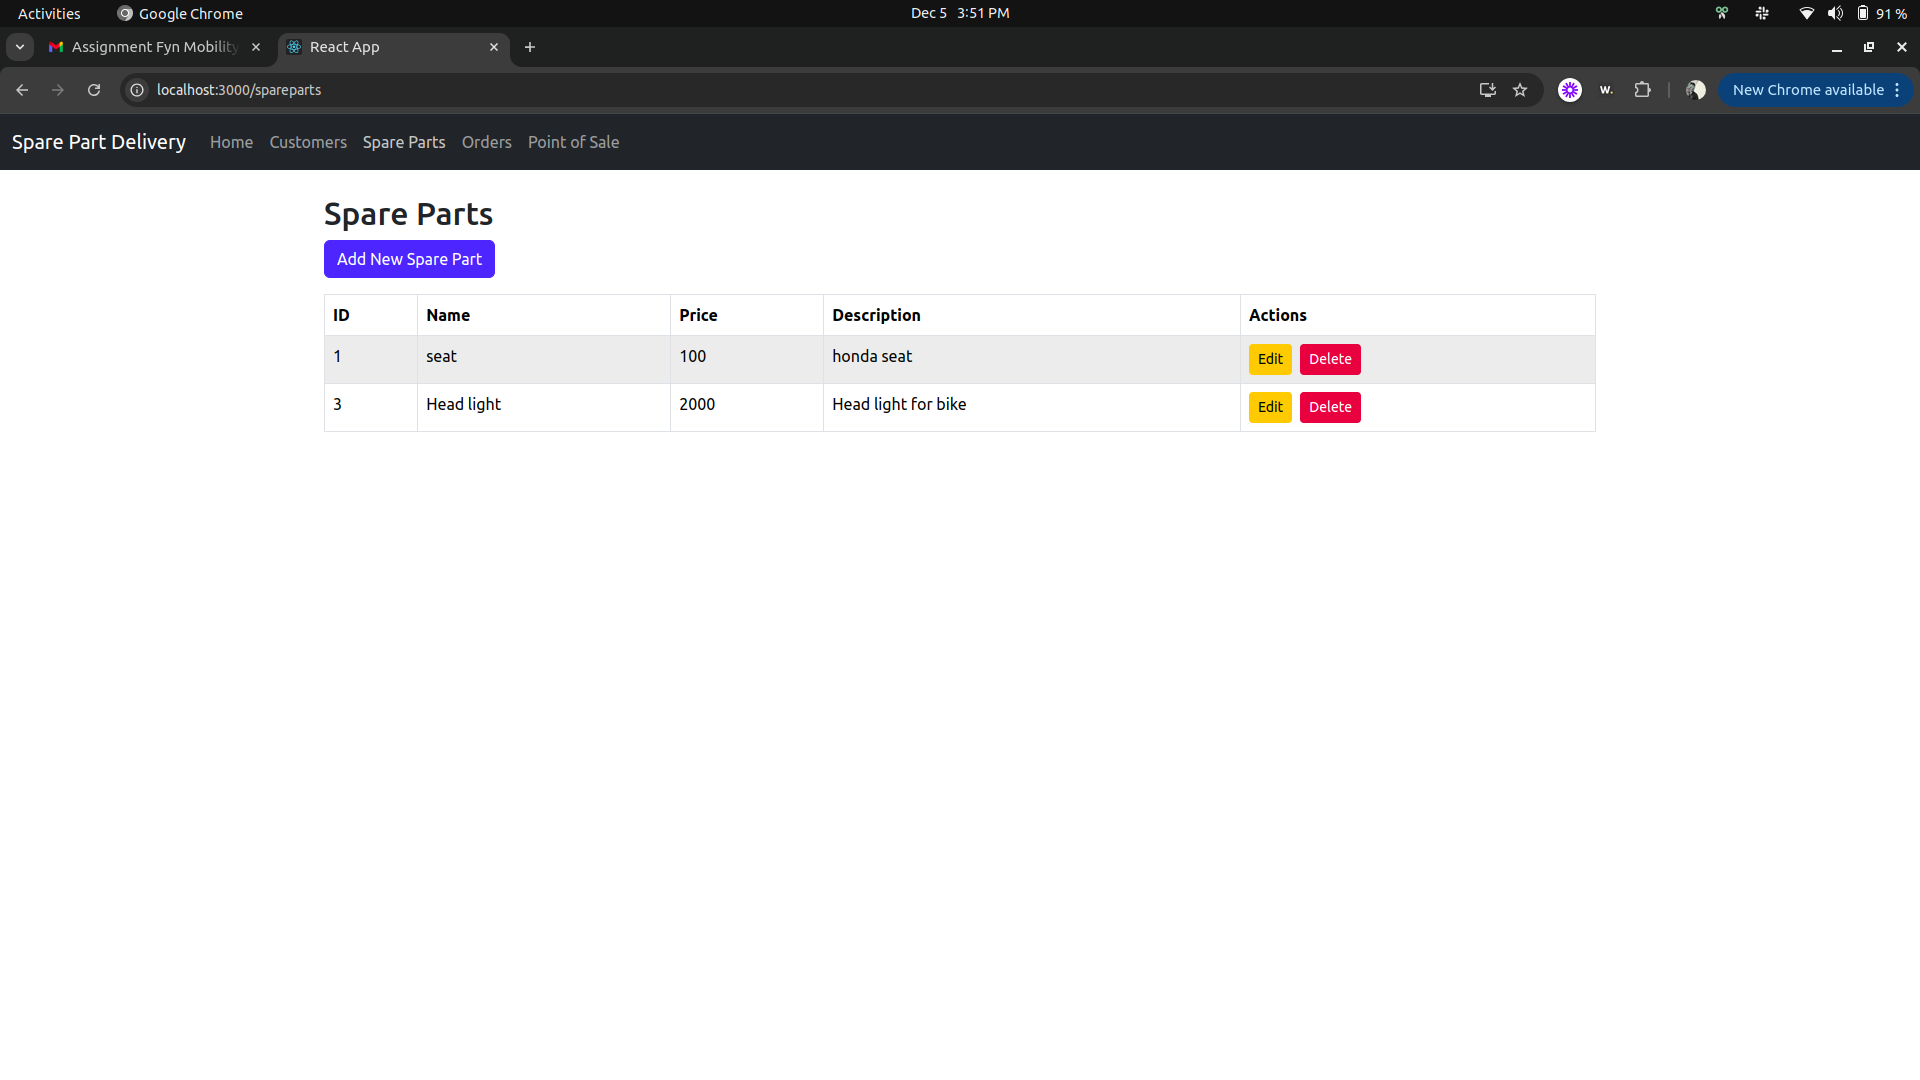 Activities Google Chrome Dec 5 3:51 PM 91 %
Assignment Fyn Mobility React App
localhost:3000/spareparts W. New Chrome available
Spare Part Delivery Home Customers Spare Parts Orders Point of Sale
Spare Parts
Add New Spare Part
ID Name Price Description Actions
1 seat 100 honda seat Edit Delete
3 Head light 2000 Head light for bike Edit Delete